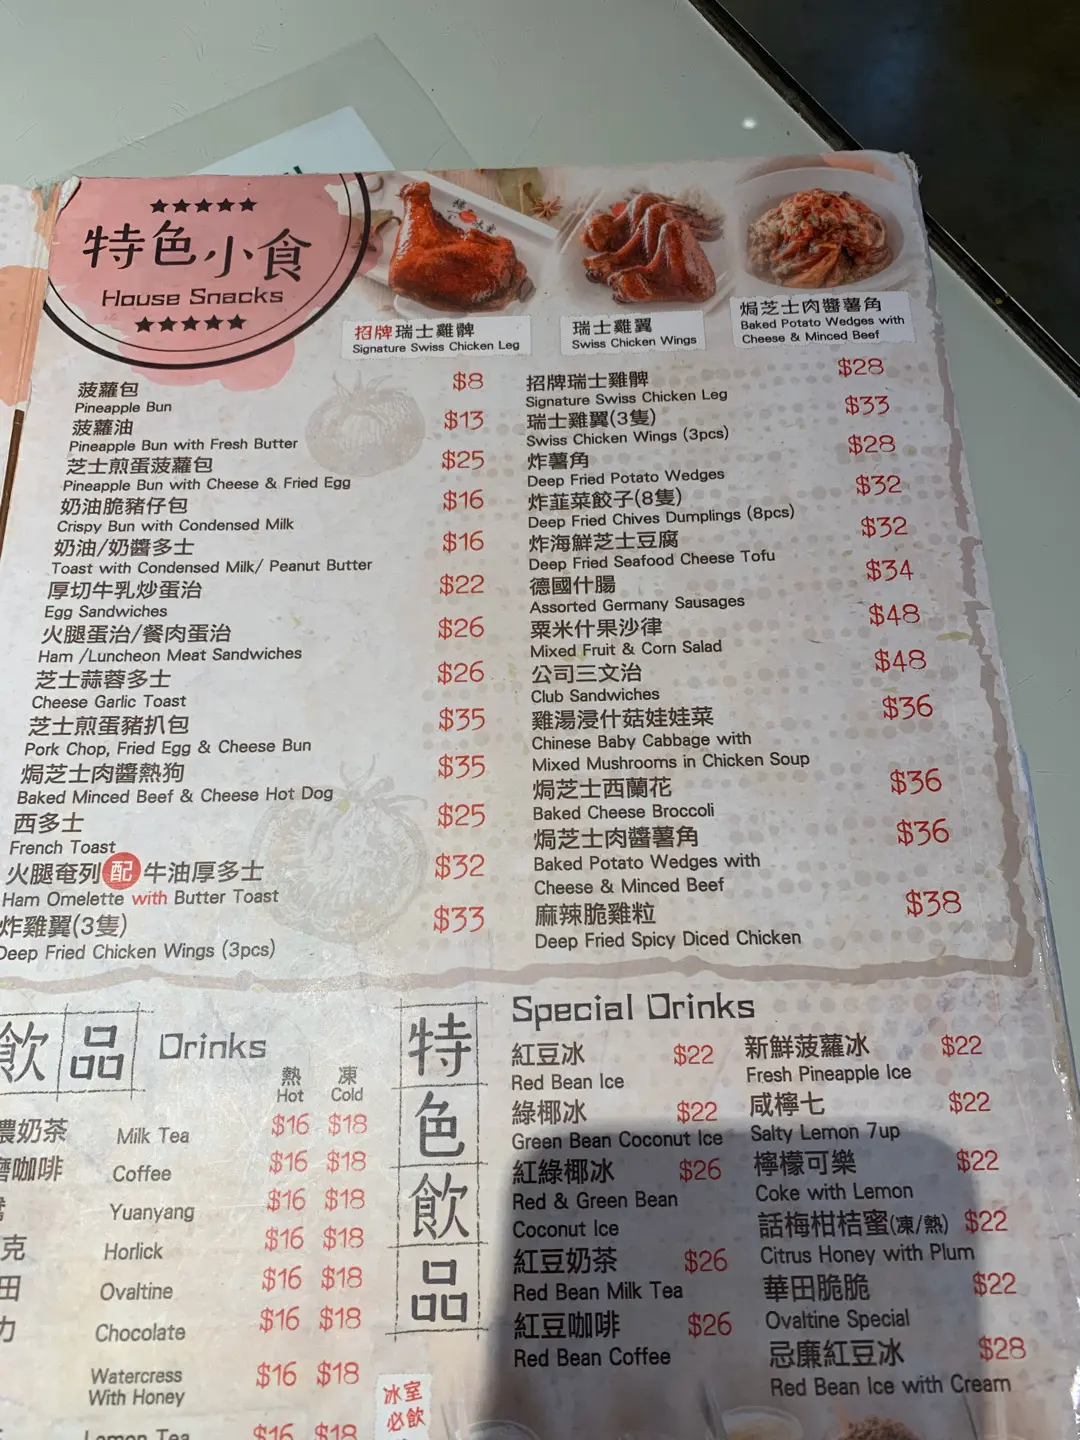 特色小食
House Snacks
招牌瑞士雞髀
Signature Swiss Chicken Leg
瑞士雞翼
Swiss Chicken Wings
焗芝士肉醬薯角
Baked Potato Wedges with
Cheese & Minced Beef
菠蘿包 $8
Pineapple Bun
菠蘿油 $13
Pineapple Bun with Fresh Butter
芝士煎蛋菠蘿包 $25
Pineapple Bun with Cheese & Fried Egg
奶油脆豬仔包 $16
Crispy Bun with Condensed Milk
奶油/奶醬多士 $16
Toast with Condensed Milk/ Peanut Butter
厚切牛乳炒蛋治 $22
Egg Sandwiches
火腿蛋治/餐肉蛋治 $26
Ham /Luncheon Meat Sandwiches
芝士蒜蓉多士 $26
Cheese Garlic Toast
芝士煎蛋豬扒包 $35
Pork Chop, Fried Egg & Cheese Bun
焗芝士肉醬熱狗 $35
Baked Minced Beef & Cheese Hot Dog
西多士 $25
French Toast
火腿奄列配牛油厚多士 $32
Ham Omelette with Butter Toast
炸雞翼(3隻) $33
Deep Fried Chicken Wings (3pcs)
招牌瑞士雞髀 $28
Signature Swiss Chicken Leg
瑞士雞翼(3隻) $33
Swiss Chicken Wings (3pcs)
炸薯角 $28
Deep Fried Potato Wedges
炸韮菜餃子(8隻) $32
Deep Fried Chives Dumplings (8pcs)
炸海鮮芝士豆腐 $32
Deep Fried Seafood Cheese Tofu
德國什腸 $34
Assorted Germany Sausages
粟米什果沙律 $48
Mixed Fruit & Corn Salad
公司三文治 $48
Club Sandwiches
雞湯浸什菇娃娃菜 $36
Chinese Baby Cabbage with
Mixed Mushrooms in Chicken Soup
焗芝士西蘭花 $36
Baked Cheese Broccoli
焗芝士肉醬薯角 $36
Baked Potato Wedges with
Cheese & Minced Beef
麻辣脆雞粒 $38
Deep Fried Spicy Diced Chicken
飲品 Drinks
熱 凍
Hot Cold
濃奶茶 Milk Tea $16 $18
咖啡 Coffee $16 $18
Yuanyang $16 $18
克 Horlick $16 $18
田 Ovaltine $16 $18
力 Chocolate $16 $18
Watercress
With Honey $16 $18
Lemon Tea $16 $18
特色飲品
Special Drinks
紅豆冰 $22
Red Bean Ice
綠椰冰 $22
Green Bean Coconut Ice
紅綠椰冰 $26
Red & Green Bean
Coconut Ice
紅豆奶茶 $26
Red Bean Milk Tea
紅豆咖啡 $26
Red Bean Coffee
新鮮菠蘿冰 $22
Fresh Pineapple Ice
咸檸七 $22
Salty Lemon 7up
檸檬可樂 $22
Coke with Lemon
話梅柑桔蜜(凍/熱) $22
Citrus Honey with Plum
華田脆脆 $22
Ovaltine Special
忌廉紅豆冰 $28
Red Bean Ice with Cream
冰室
必飲